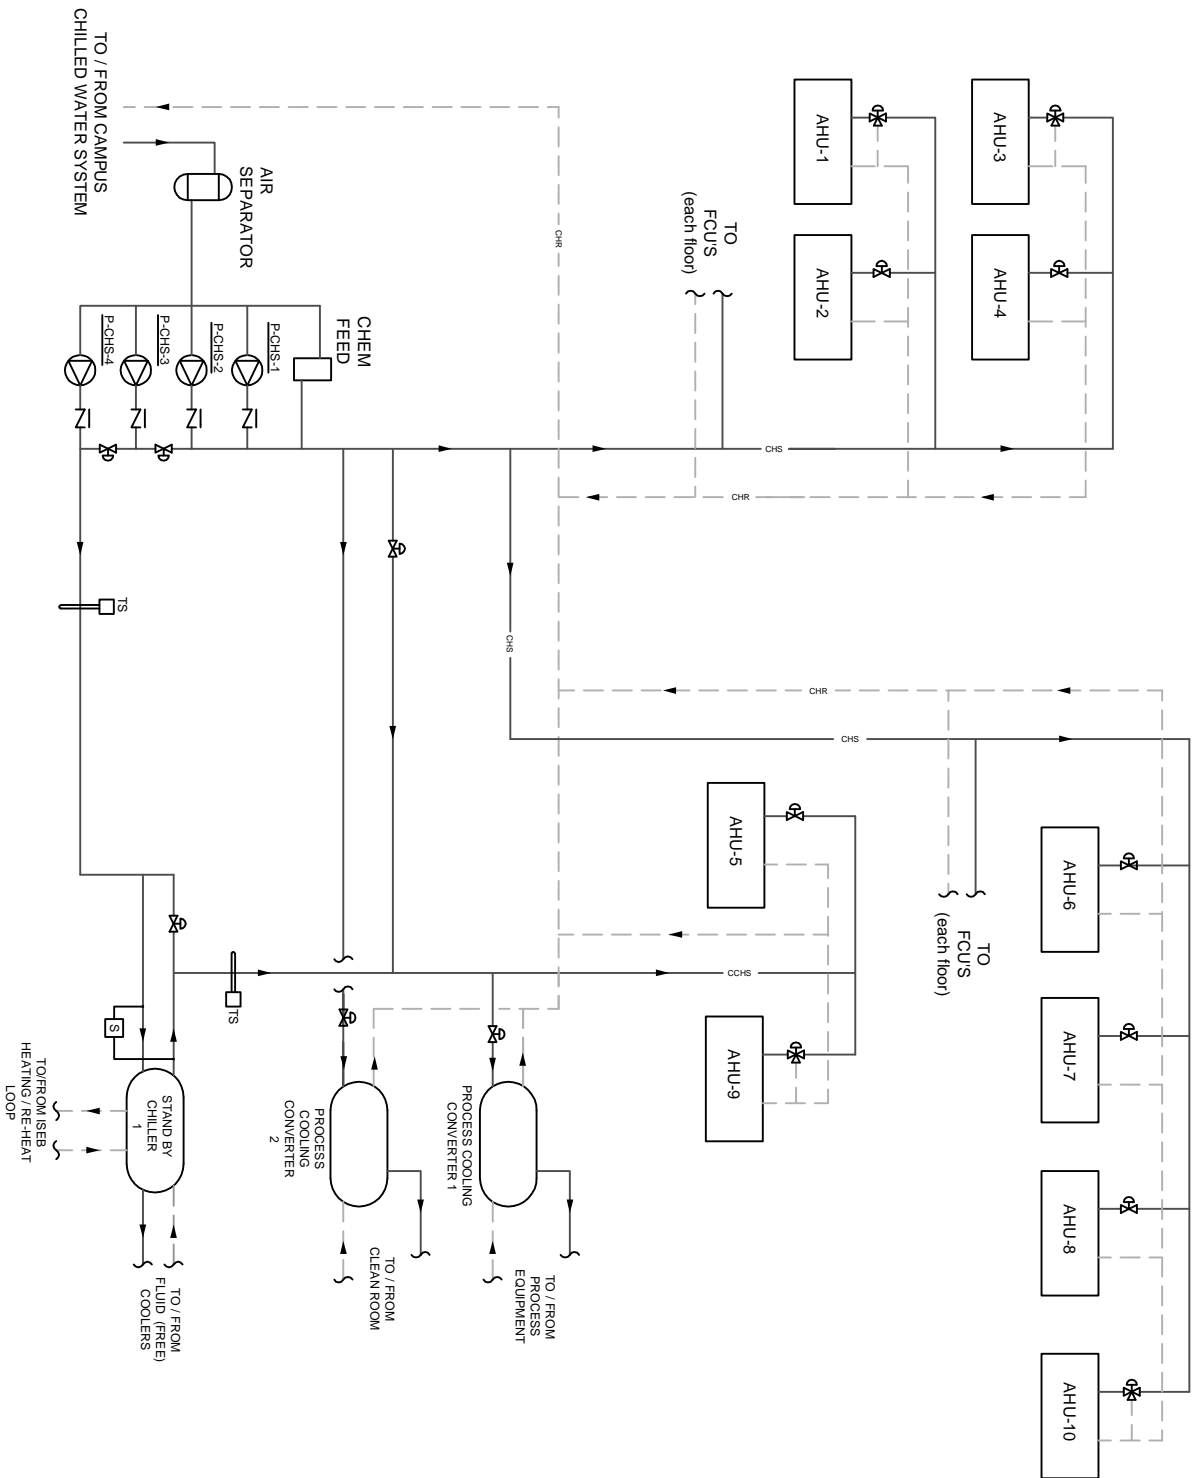 AHU-3
AHU-4
AHU-6
AHU-7
AHU-8
AHU-10
AHU-1
AHU-2
TO
FCU'S
(each floor)
CHS
CHR
CHS
CHR
CCHS
AHU-5
AHU-9
TO
FCU'S
(each floor)
CHR
CHS
TO / FROM
PROCESS
EQUIPMENT
PROCESS COOLING
CONVERTER 1
TO / FROM
CLEAN ROOM
PROCESS
COOLING
CONVERTER
2
CHEM
FEED
AIR
SEPARATOR
P-CHS-1
P-CHS-2
P-CHS-3
P-CHS-4
TS
TS
S
STAND BY
CHILLER
1
TO / FROM
FLUID (FREE)
COOLERS
TO / FROM CAMPUS
CHILLED WATER SYSTEM
TO/FROM ISEB
HEATING / RE-HEAT
LOOP